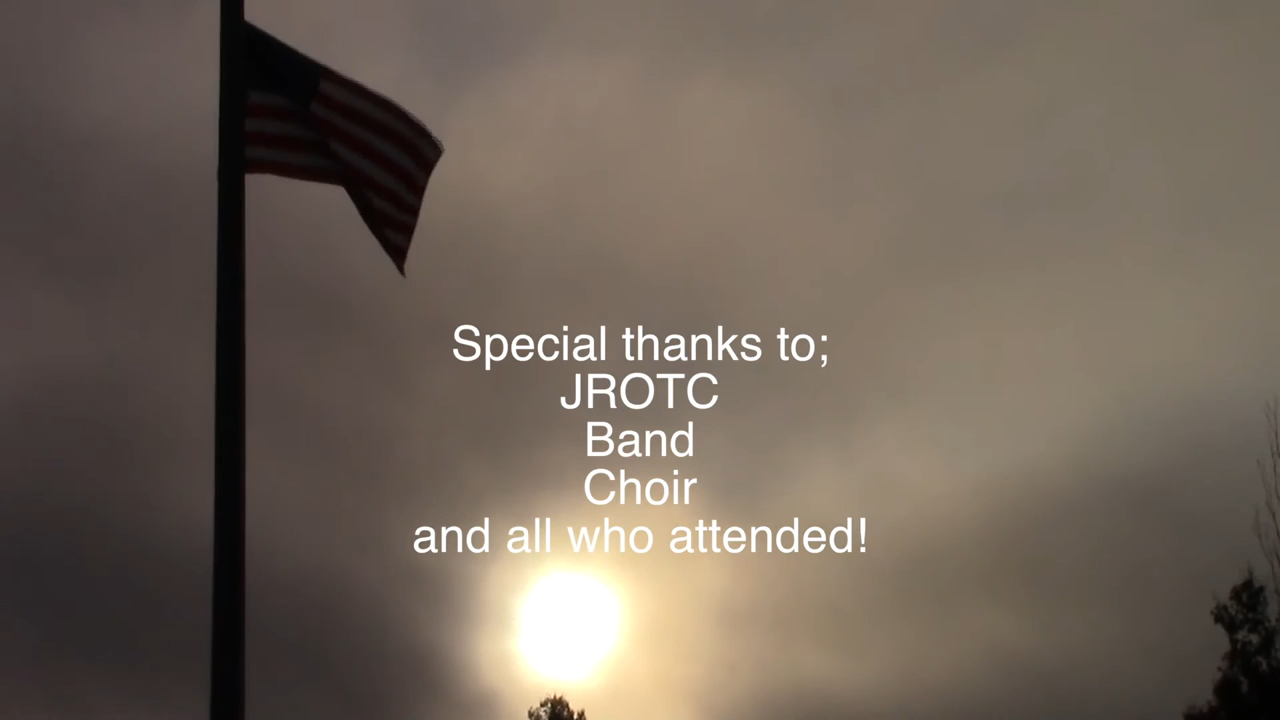 Special thanks to;
JROTC
Band
Choir
and all who attended!